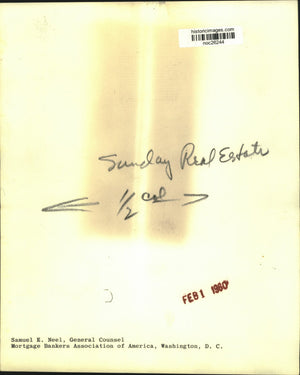 historicimages.com
noc26244
Sunday Real Estate
1/2 col
FEB 1 1960
Samuel E. Neel, General Counsel
Mortgage Bankers Association of America, Washington, D. C.